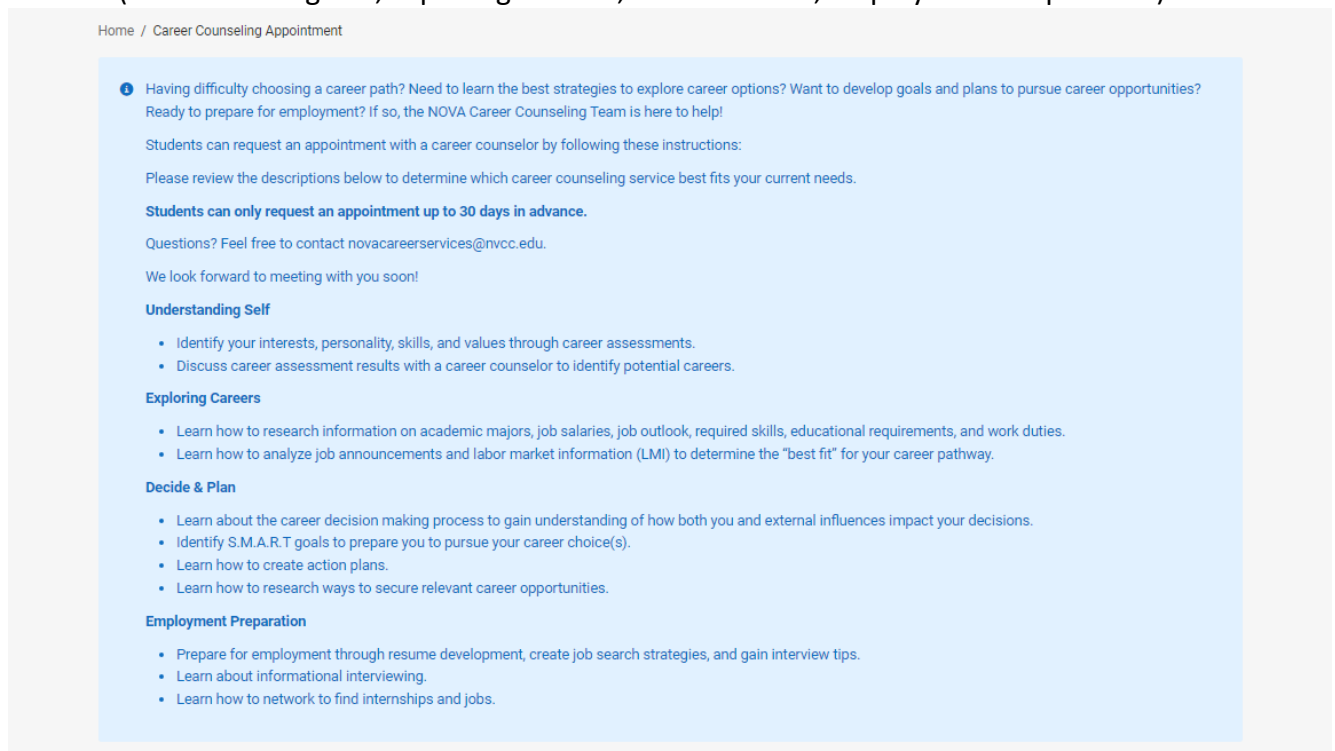 Home / Career Counseling Appointment
Having difficulty choosing a career path? Need to learn the best strategies to explore career options? Want to develop goals and plans to pursue career opportunities?
Ready to prepare for employment? If so, the NOVA Career Counseling Team is here to help!
Students can request an appointment with a career counselor by following these instructions:
Please review the descriptions below to determine which career counseling service best fits your current needs.
Students can only request an appointment up to 30 days in advance.
Questions? Feel free to contact novacareerservices@nvcc.edu.
We look forward to meeting with you soon!
Understanding Self
• Identify your interests, personality, skills, and values through career assessments.
• Discuss career assessment results with a career counselor to identify potential careers.
Exploring Careers
• Learn how to research information on academic majors, job salaries, job outlook, required skills, educational requirements, and work duties.
• Learn how to analyze job announcements and labor market information (LMI) to determine the “best fit” for your career pathway.
Decide & Plan
• Learn about the career decision making process to gain understanding of how both you and external influences impact your decisions.
• Identify S.M.A.R.T goals to prepare you to pursue your career choice(s).
• Learn how to create action plans.
• Learn how to research ways to secure relevant career opportunities.
Employment Preparation
• Prepare for employment through resume development, create job search strategies, and gain interview tips.
• Learn about informational interviewing.
• Learn how to network to find internships and jobs.